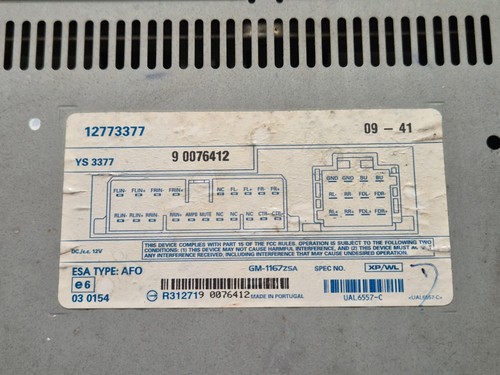 12773377
09 - 41
YS 3377
9 0076412
FLIN- FLIN+ FRIN- FRIN+ NC FL- FL+ FR- FR+
GND GNG BU BU
RL+ RR- FDL- FDR-
RLIN- RLIN+ RRIN- RRIN+ AMPB MUTE NC NC CTR- CTR-
RL- RR+ FDL+ FDR+
THIS DEVICE COMPLIES WITH PART 15 OF THE FCC RULES. OPERATION IS SUBJECT TO THE FOLLOWING TWO
CONDITIONS: (1) THIS DEVICE MAY NOT CAUSE HARMFUL INTERFERENCE, AND (2) THIS DEVICE MUST ACCEPT
ANY INTERFERENCE RECEIVED, INCLUDING INTERFERENCE THAT MAY CAUSE UNDESIRED OPERATION.
DC/c.c. 12V
ESA TYPE: AFO
GM-1167ZSA SPEC NO. XP/WL
e6
03 0154
R312719 0076412 MADE IN PORTUGAL
UAL6557-C
<UAL6557-C>